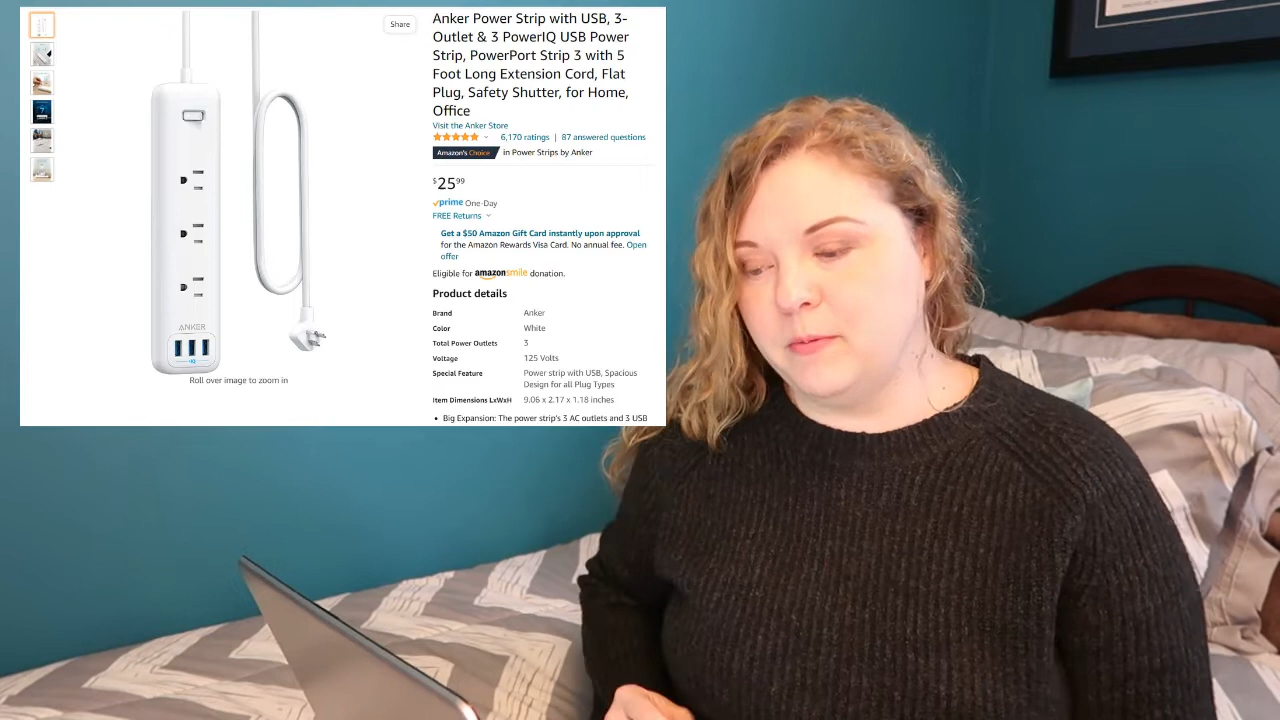 Share
Anker Power Strip with USB, 3-
Outlet & 3 PowerIQ USB Power
Strip, PowerPort Strip 3 with 5
Foot Long Extension Cord, Flat
Plug, Safety Shutter, for Home,
Office
Visit the Anker Store
6,170 ratings | 87 answered questions
Amazon's Choice in Power Strips by Anker
$25 99
prime One-Day
FREE Returns
Get a $50 Amazon Gift Card instantly upon approval
for the Amazon Rewards Visa Card. No annual fee. Open
offer
Eligible for amazonsmile donation.
Product details
Brand Anker
Color White
Total Power Outlets 3
Voltage 125 Volts
Special Feature Power strip with USB, Spacious
Design for all Plug Types
Item Dimensions LxWxH 9.06 x 2.17 x 1.18 inches
• Big Expansion: The power strip's 3 AC outlets and 3 USB
ANKER
Roll over image to zoom in